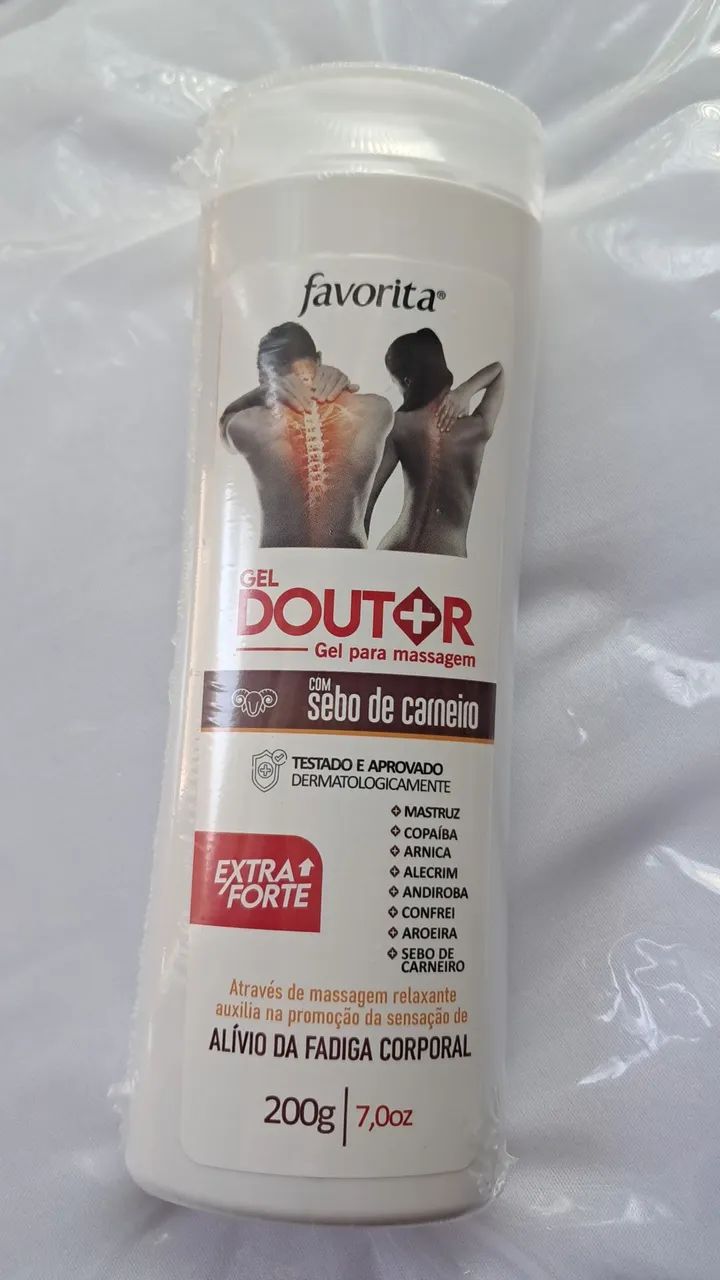 favorita®
GEL
DOUTOR
Gel para massagem
COM
sebo de carneiro
TESTADO E APROVADO
DERMATOLOGICAMENTE
MASTRUZ
COPAÍBA
ARNICA
ALECRIM
ANDIROBA
CONFREI
AROEIRA
SEBO DE
CARNEIRO
EXTRA
FORTE
Através de massagem relaxante
auxilia na promoção da sensação de
ALÍVIO DA FADIGA CORPORAL
200g | 7,0oz